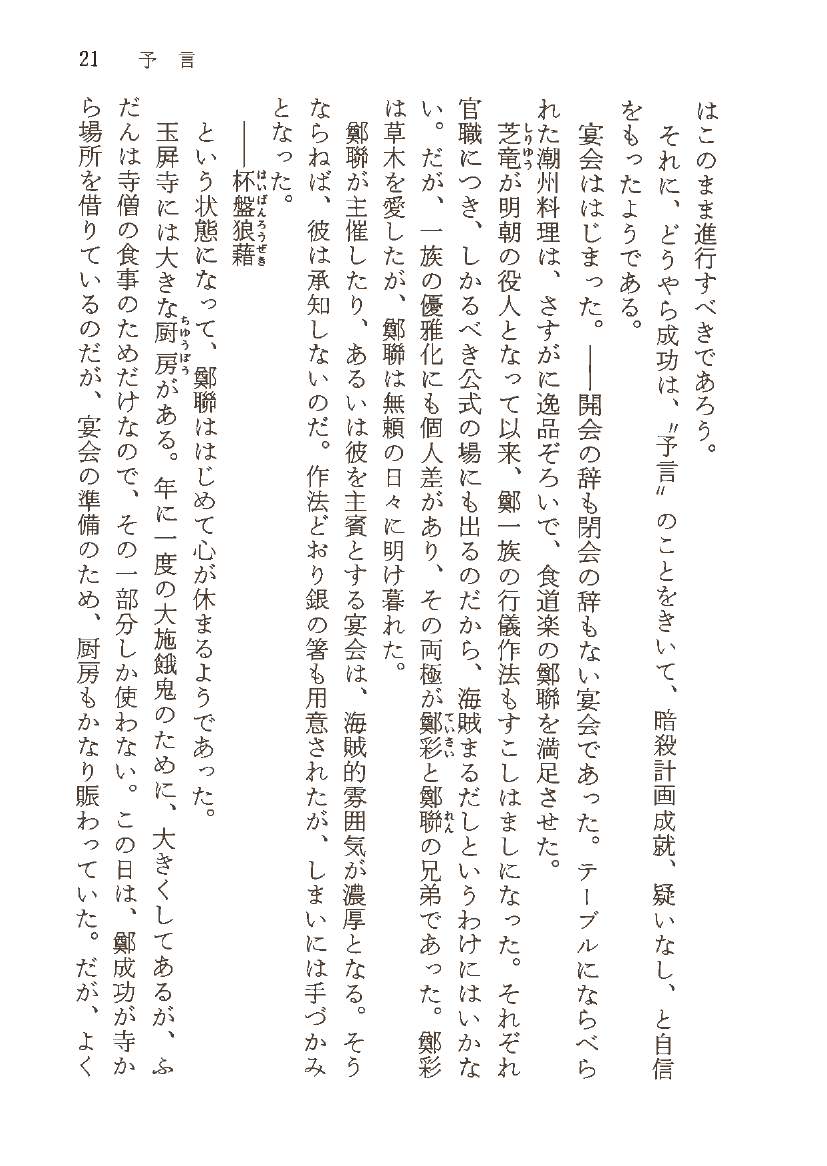 21　予言
はこのまま進行すべきであろう。
それに、どうやら成功は、〝予言〟のことをきいて、暗殺計画成就、疑いなし、と自信
をもったようである。
宴会ははじまった。――開会の辞も閉会の辞もない宴会であった。テーブルにならべら
れた潮州料理は、さすがに逸品ぞろいで、食道楽の鄭聯を満足させた。
芝竜が明朝の役人となって以来、鄭一族の行儀作法もすこしはましになった。それぞれ
しりゆう
官職につき、しかるべき公式の場にも出るのだから、海賊まるだしというわけにはいかな
い。だが、一族の優雅化にも個人差があり、その両極が鄭彩と鄭聯の兄弟であった。鄭彩
ていさい
れん
は草木を愛したが、鄭聯は無頼の日々に明け暮れた。
鄭聯が主催したり、あるいは彼を主賓とする宴会は、海賊的雰囲気が濃厚となる。そう
ならねば、彼は承知しないのだ。作法どおり銀の箸も用意されたが、しまいには手づかみ
となった。
――杯盤狼藉
はいばんろうぜき
という状態になって、鄭聯ははじめて心が休まるようであった。
玉屛寺には大きな厨房がある。年に一度の大施餓鬼のために、大きくしてあるが、ふ
ちゆうぼう
だんは寺僧の食事のためだけなので、その一部分しか使わない。この日は、鄭成功が寺か
ら場所を借りているのだが、宴会の準備のため、厨房もかなり賑わっていた。だが、よく